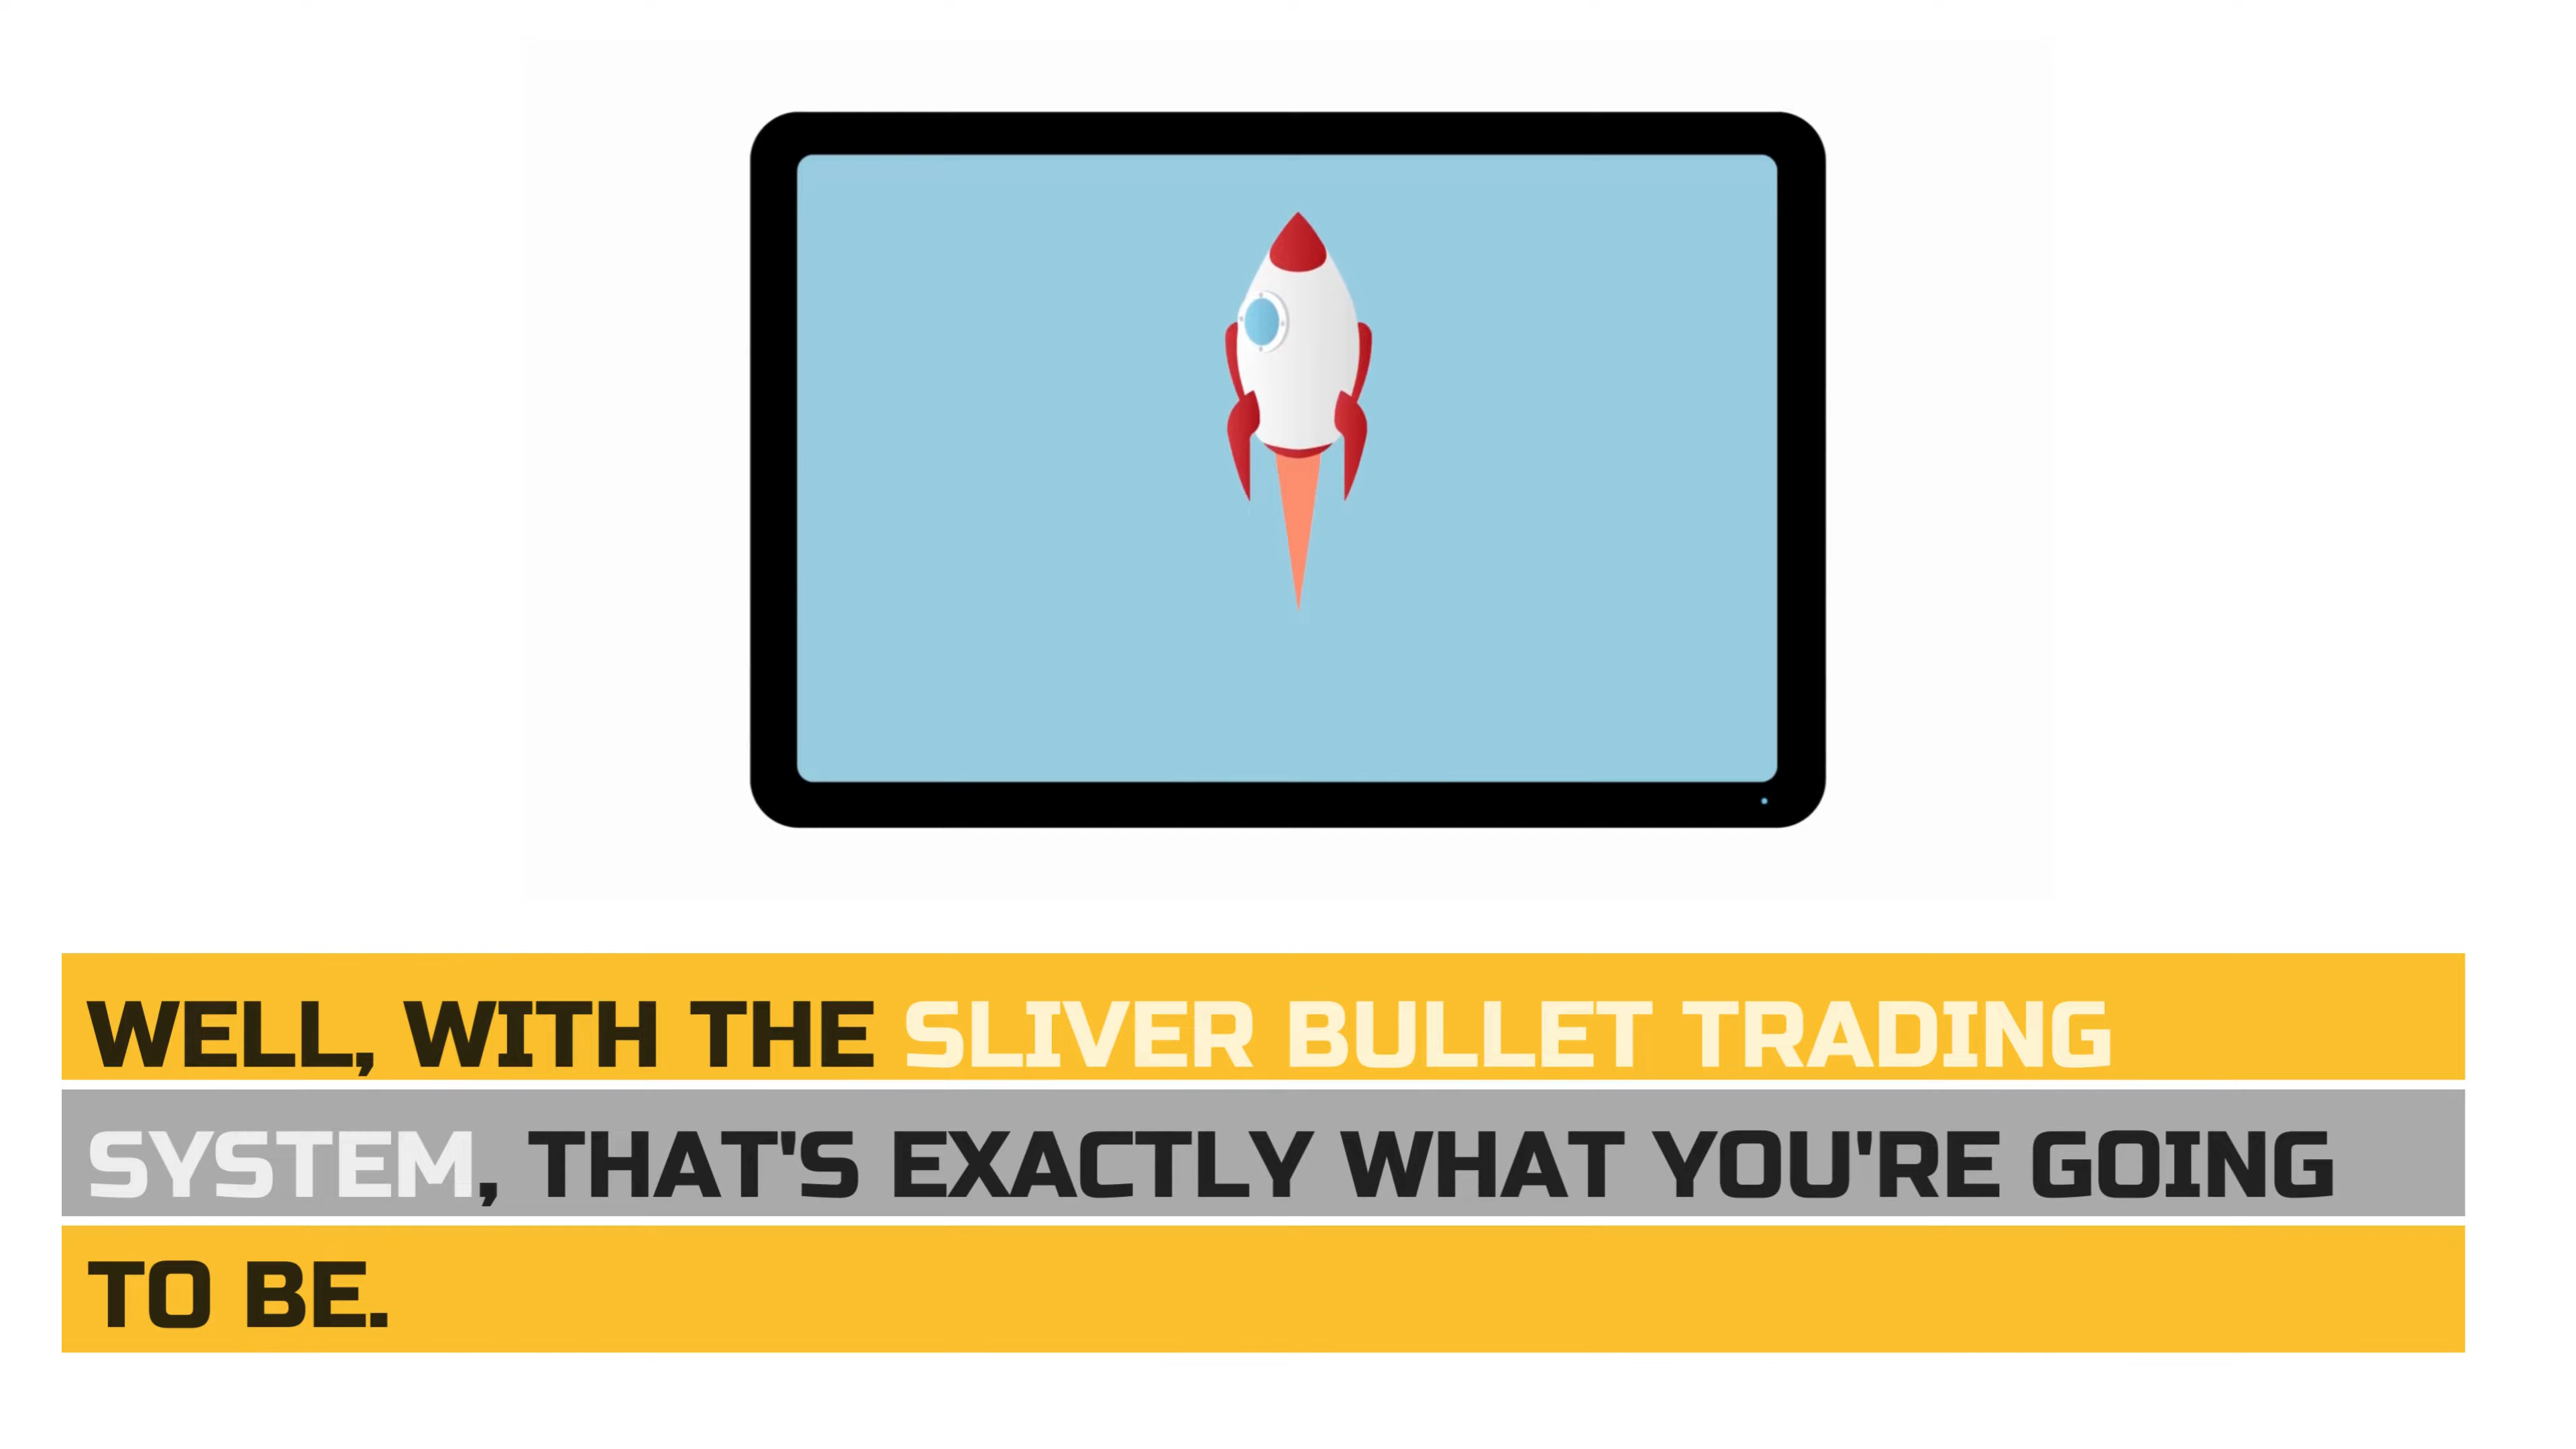 WELL, WITH THE SLIVER BULLET TRADING
SYSTEM, THAT'S EXACTLY WHAT YOU'RE GOING
TO BE.